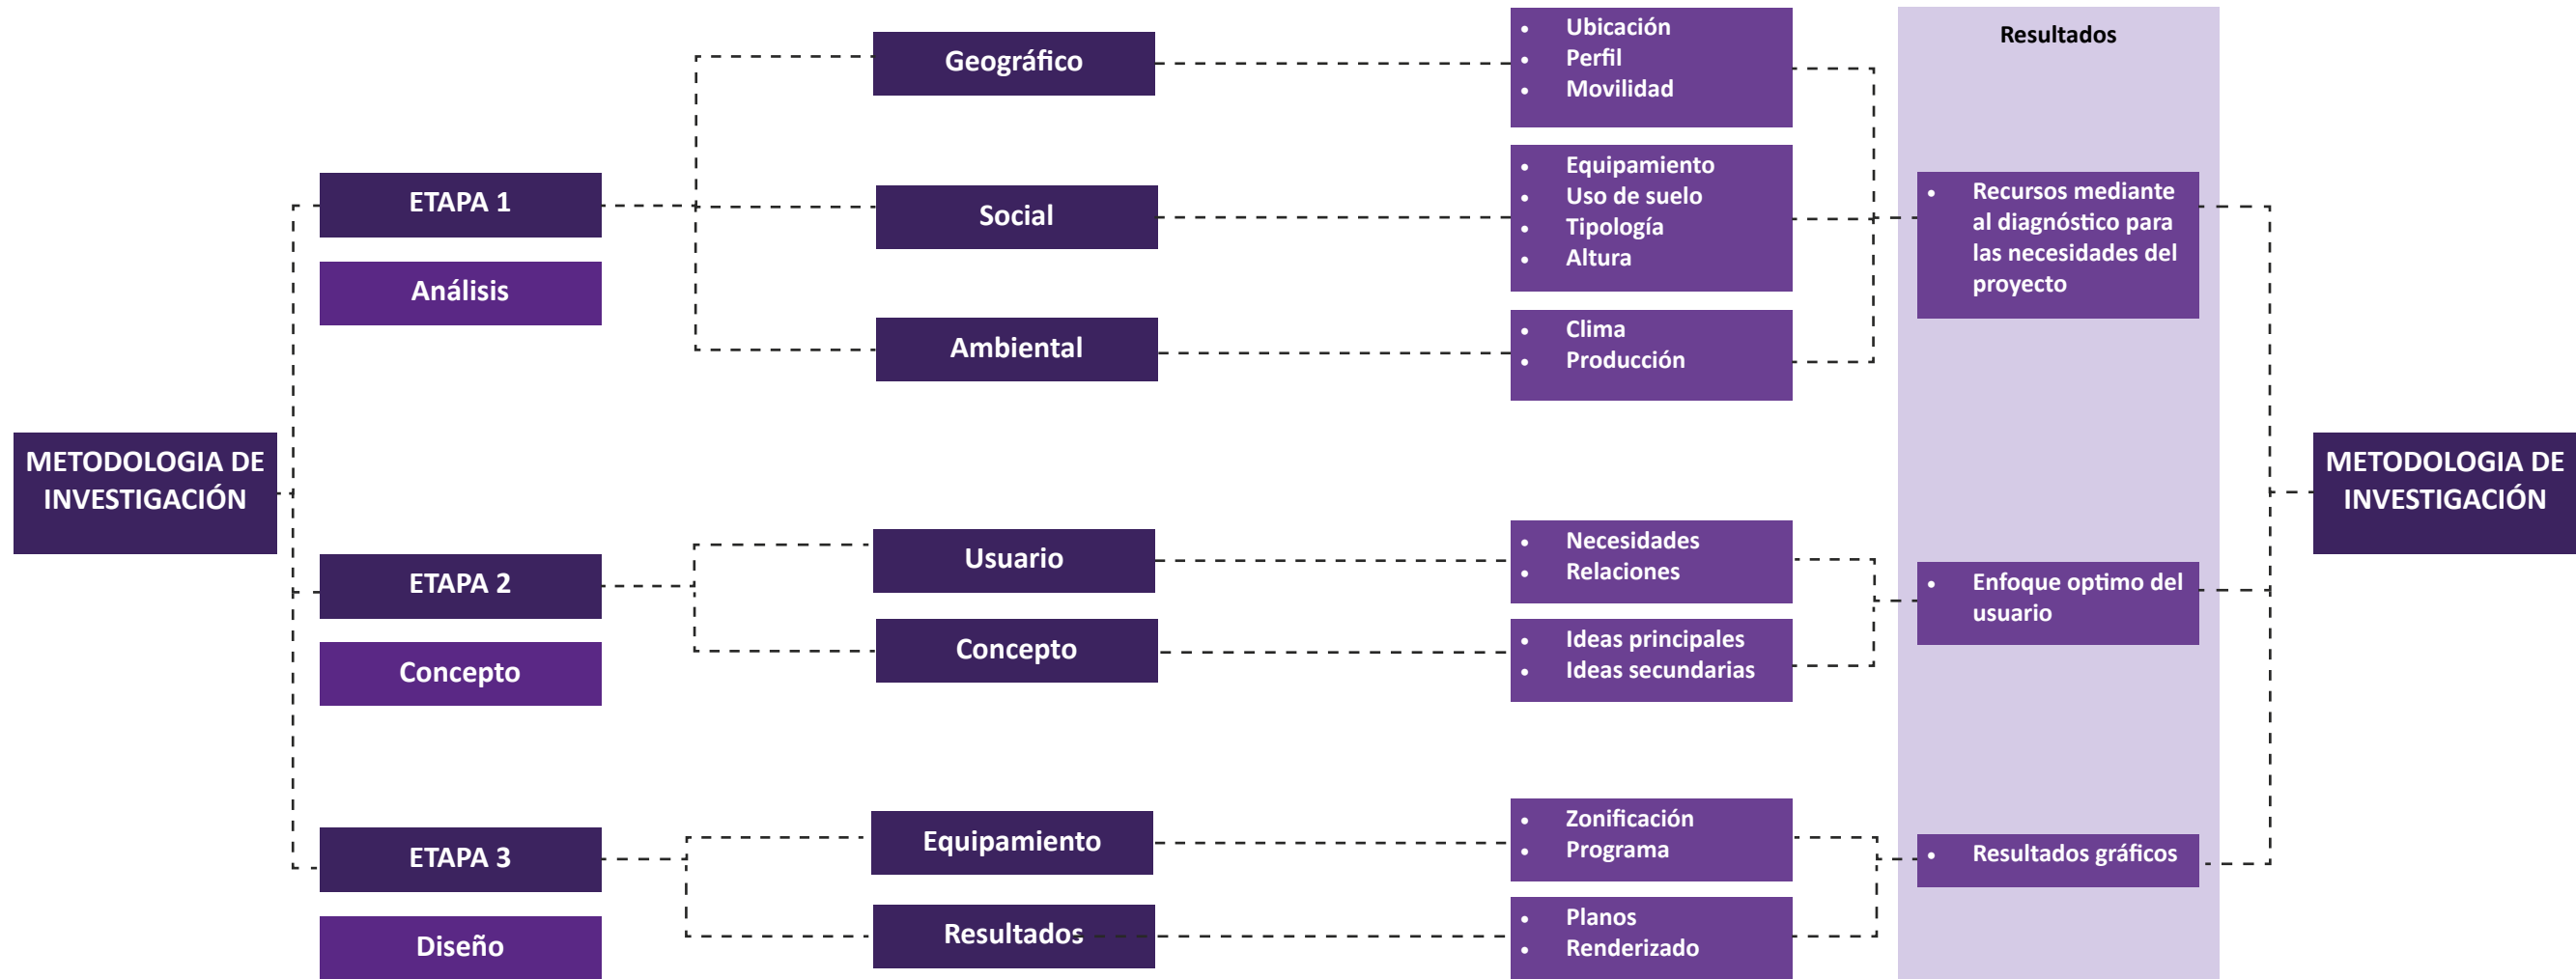 METODOLOGIA DE
INVESTIGACIÓN
ETAPA 1
Análisis
Geográfico
• Ubicación
• Perfil
• Movilidad
Social
• Equipamiento
• Uso de suelo
• Tipología
• Altura
Ambiental
• Clima
• Producción
ETAPA 2
Concepto
Usuario
• Necesidades
• Relaciones
Concepto
• Ideas principales
• Ideas secundarias
ETAPA 3
Diseño
Equipamiento
• Zonificación
• Programa
Resultados
• Planos
• Renderizado
Resultados
• Recursos mediante
al diagnóstico para
las necesidades del
proyecto
• Enfoque optimo del
usuario
• Resultados gráficos
METODOLOGIA DE
INVESTIGACIÓN